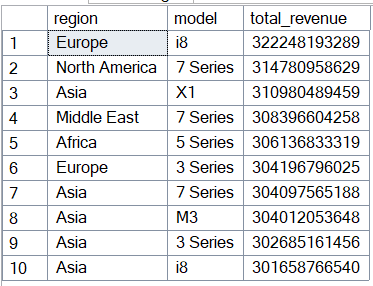 region model total_revenue
1 Europe i8 322248193289
2 North America 7 Series 314780958629
3 Asia X1 310980489459
4 Middle East 7 Series 308396604258
5 Africa 5 Series 306136833319
6 Europe 3 Series 304196796025
7 Asia 7 Series 304097565188
8 Asia M3 304012053648
9 Asia 3 Series 302685161456
10 Asia i8 301658766540